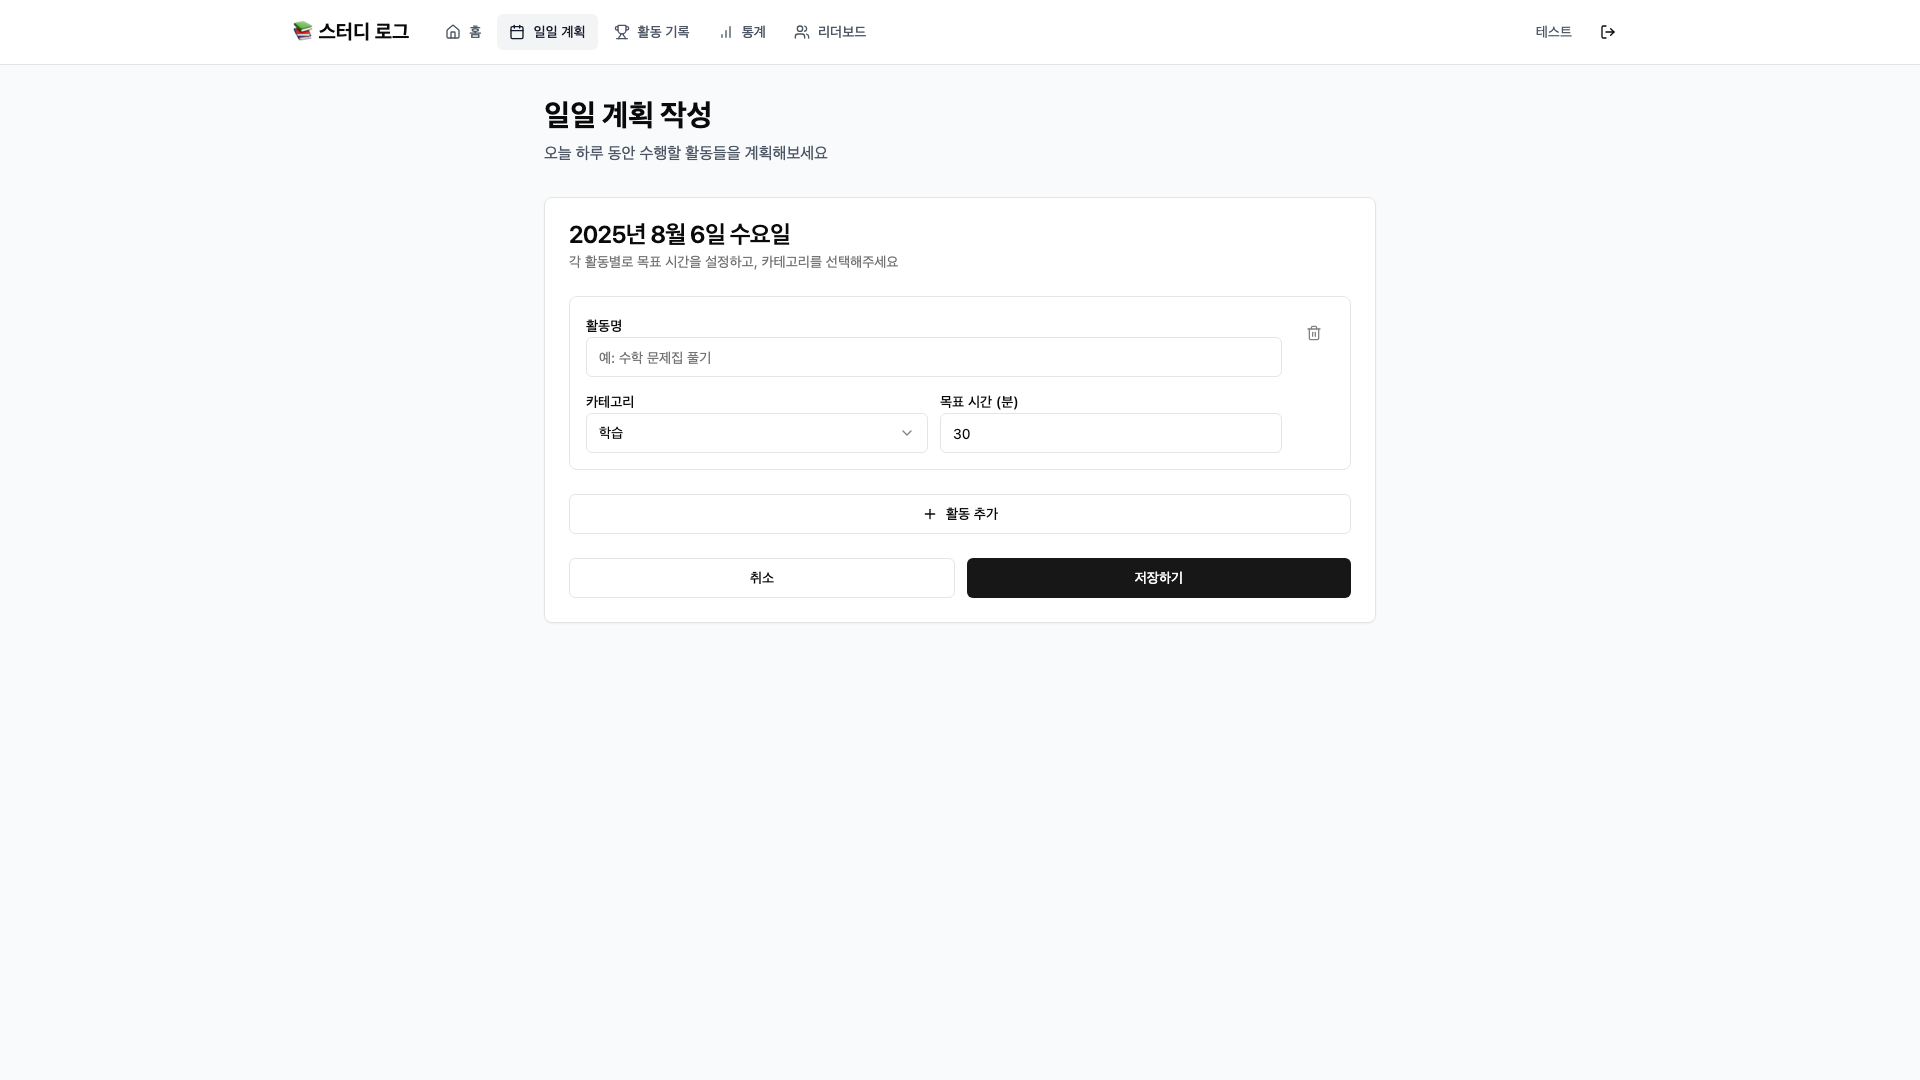 스터디 로그
홈
일일 계획
활동 기록
통계
리더보드
테스트
일일 계획 작성
오늘 하루 동안 수행할 활동들을 계획해보세요
2025년 8월 6일 수요일
각 활동별로 목표 시간을 설정하고, 카테고리를 선택해주세요
활동명
예: 수학 문제집 풀기
카테고리
목표 시간 (분)
학습
30
활동 추가
취소
저장하기